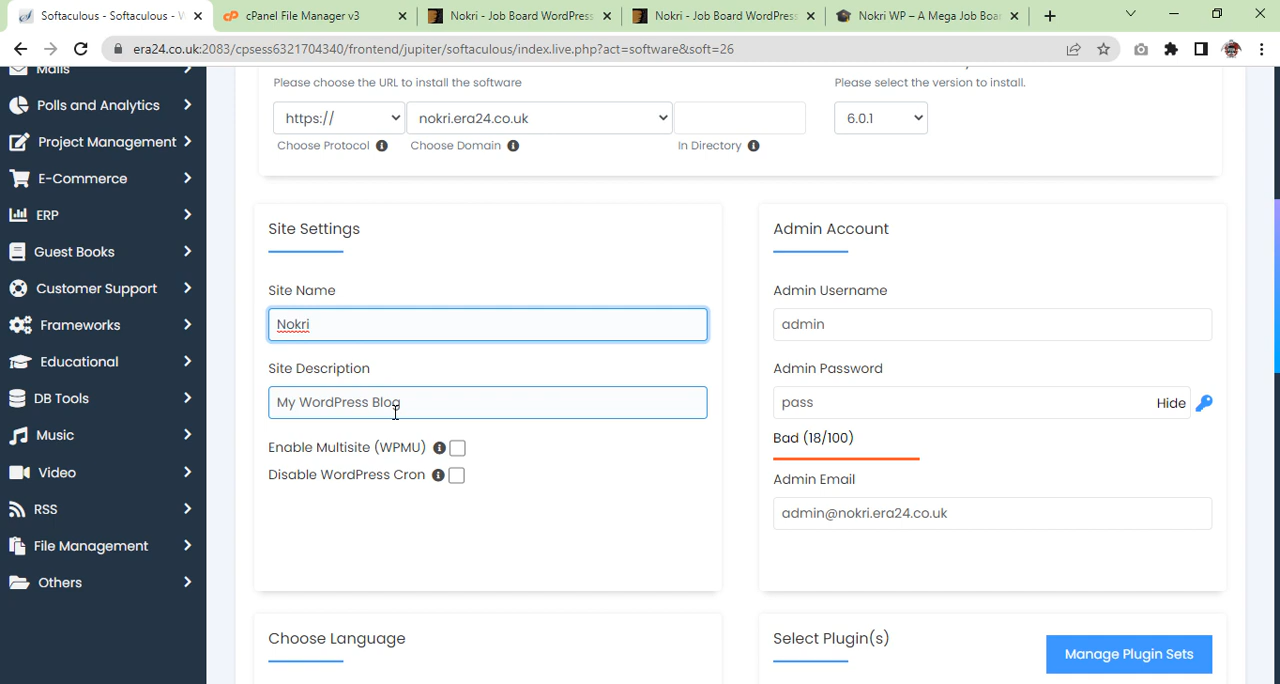 Softaculous - Softaculous - W
cPanel File Manager v3
Nokri - Job Board WordPress
Nokri - Job Board WordPress
Nokri WP – A Mega Job Boar
era24.co.uk:2083/cpsess6321704340/frontend/jupiter/softaculous/index.live.php?act=software&soft=26
Mails
Polls and Analytics
Project Management
E-Commerce
ERP
Guest Books
Customer Support
Frameworks
Educational
DB Tools
Music
Video
RSS
File Management
Others
Please choose the URL to install the software
https://
nokri.era24.co.uk
Choose Protocol
Choose Domain
In Directory
Please select the version to install.
6.0.1
Site Settings
Site Name
Nokri
Site Description
My WordPress Blog
Enable Multisite (WPMU)
Disable WordPress Cron
Admin Account
Admin Username
admin
Admin Password
pass
Hide
Bad (18/100)
Admin Email
admin@nokri.era24.co.uk
Choose Language
Select Plugin(s)
Manage Plugin Sets